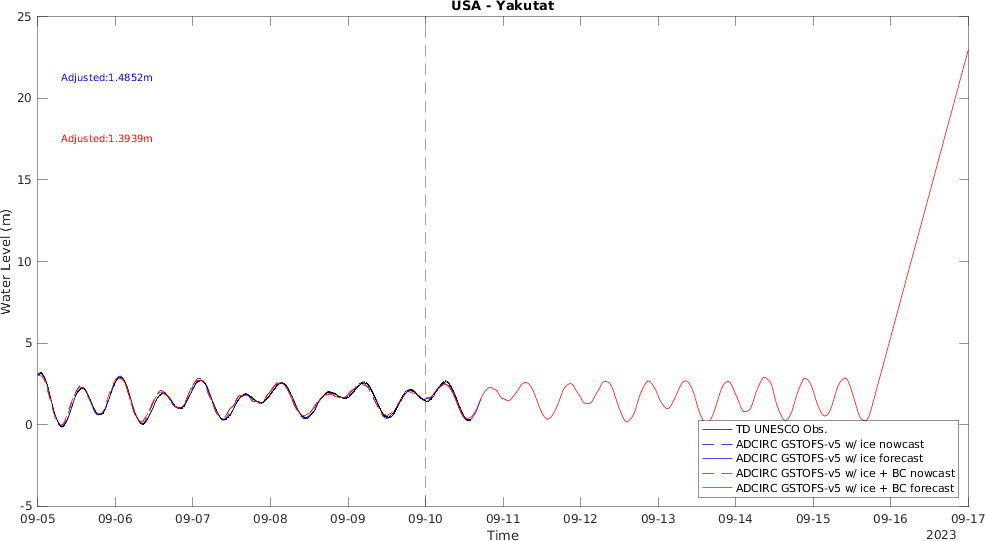 USA - Yakutat
25
20
15
10
5
0
-5
Water Level (m)
Adjusted:1.4852m
Adjusted:1.3939m
TD UNESCO Obs.
ADCIRC GSTOFS-v5 w/ ice nowcast
ADCIRC GSTOFS-v5 w/ ice forecast
ADCIRC GSTOFS-v5 w/ ice + BC nowcast
ADCIRC GSTOFS-v5 w/ ice + BC forecast
09-05 09-06 09-07 09-08 09-09 09-10 09-11 09-12 09-13 09-14 09-15 09-16 09-17
Time
2023